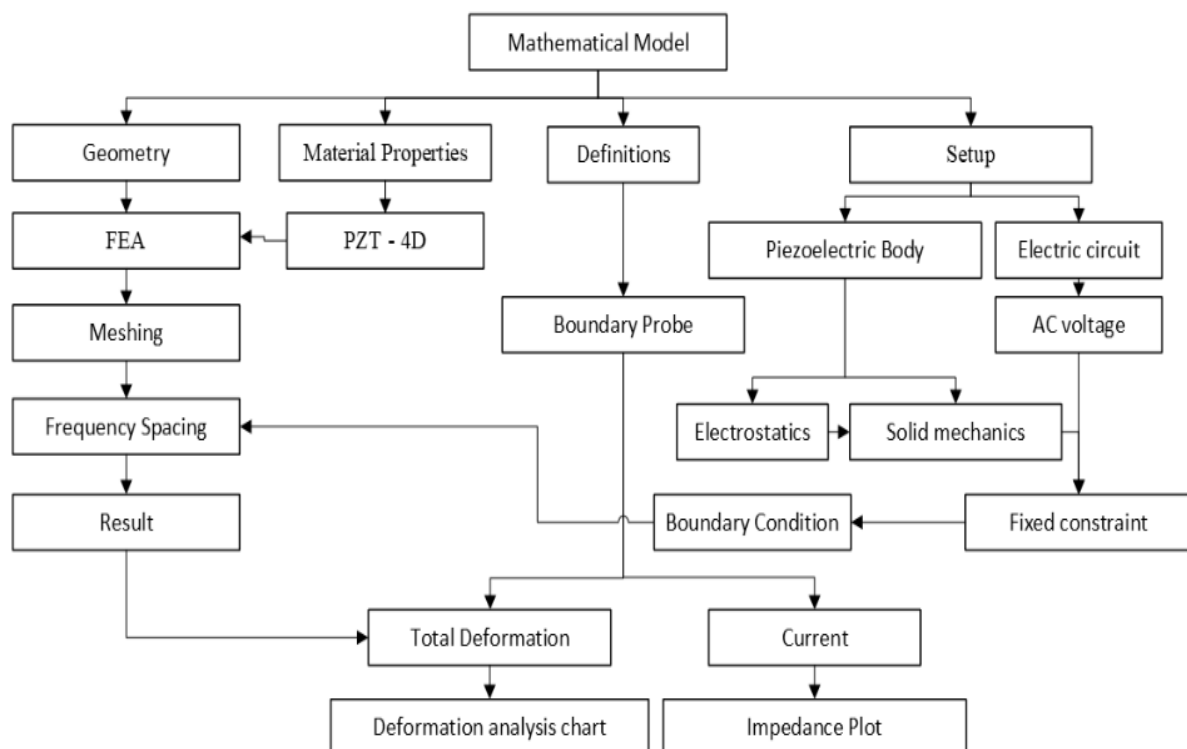 Mathematical Model
Geometry
Material Properties
Definitions
Setup
FEA
PZT - 4D
Piezoelectric Body
Electric circuit
Meshing
Boundary Probe
AC voltage
Frequency Spacing
Electrostatics
Solid mechanics
Result
Boundary Condition
Fixed constraint
Total Deformation
Current
Deformation analysis chart
Impedance Plot